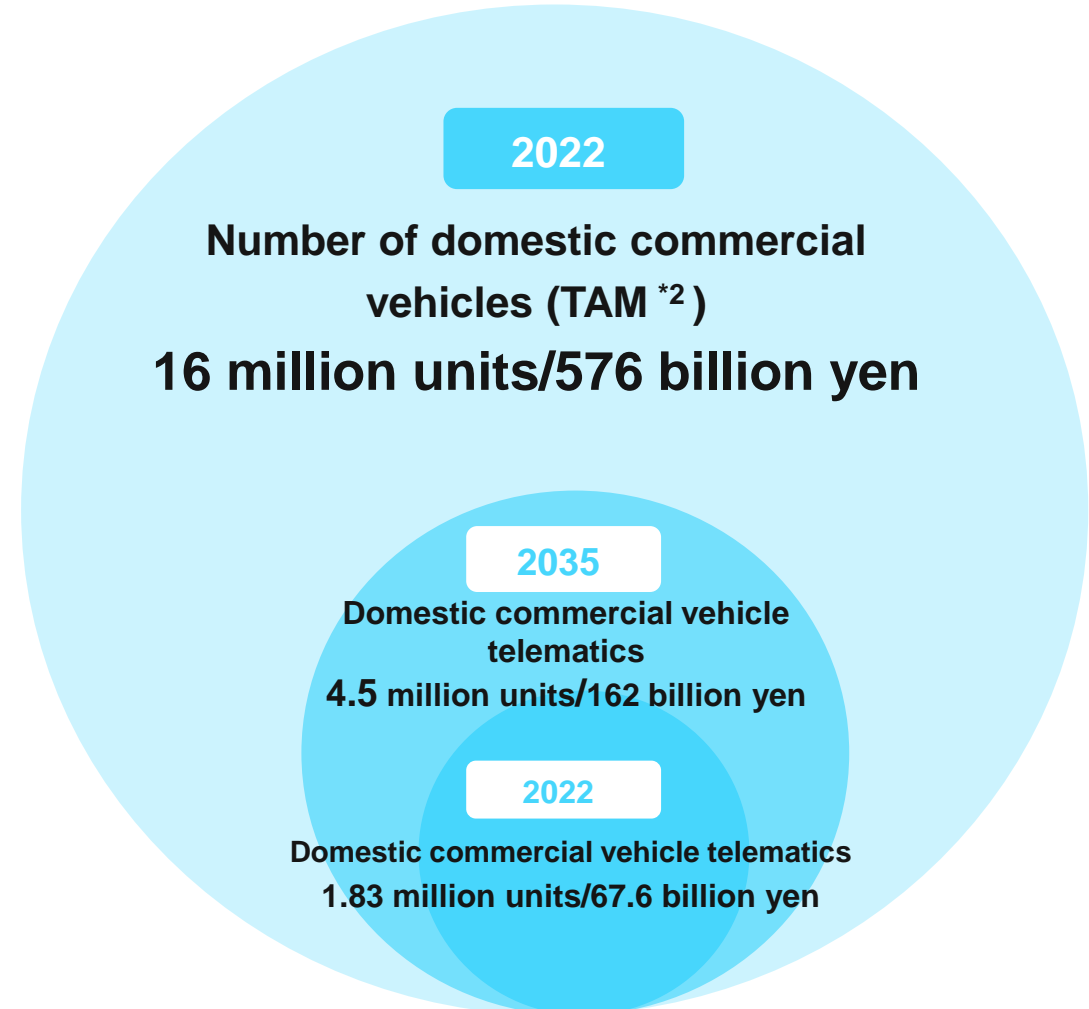 2022
Number of domestic commercial
vehicles (TAM *2 )
16 million units/576 billion yen
2035
Domestic commercial vehicle
telematics
4.5 million units/162 billion yen
2022
Domestic commercial vehicle telematics
1.83 million units/67.6 billion yen